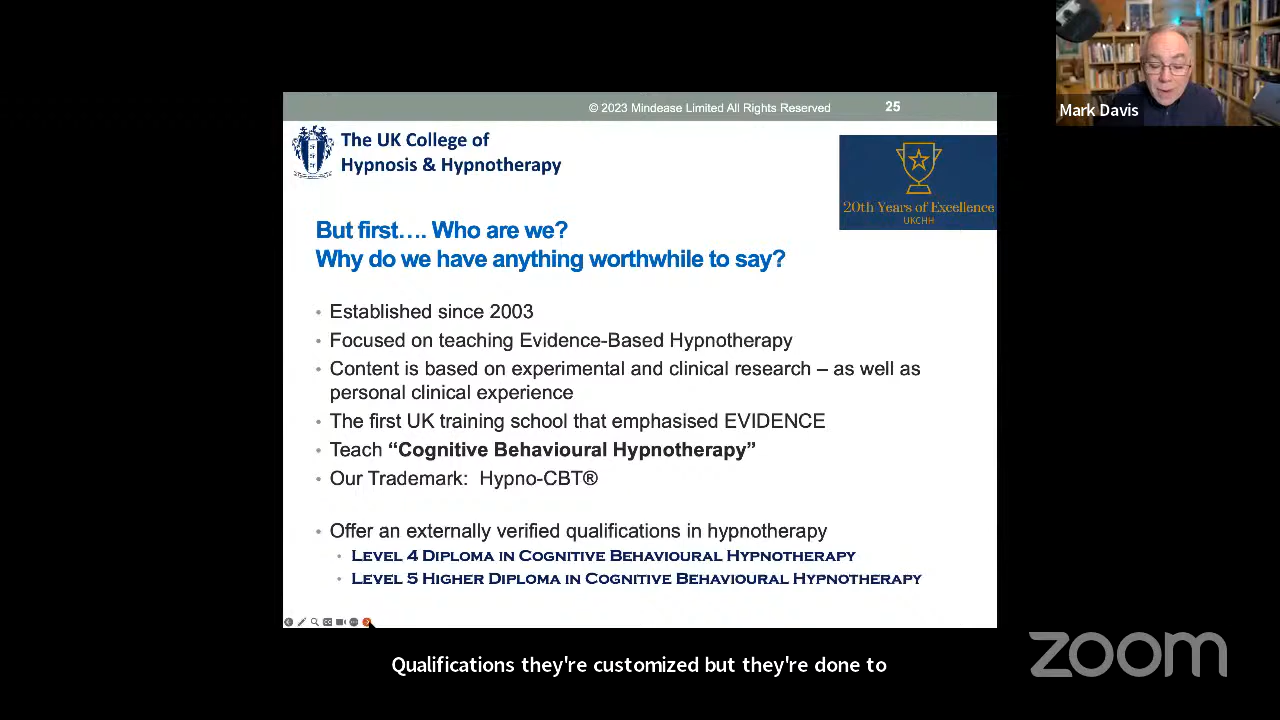 © 2023 Mindease Limited All Rights Reserved
25
Mark Davis
The UK College of
Hypnosis & Hypnotherapy
20th Years of Excellence
UKCHH
But first…. Who are we?
Why do we have anything worthwhile to say?
• Established since 2003
• Focused on teaching Evidence-Based Hypnotherapy
• Content is based on experimental and clinical research – as well as
personal clinical experience
• The first UK training school that emphasised EVIDENCE
• Teach “Cognitive Behavioural Hypnotherapy”
• Our Trademark: Hypno-CBT®
• Offer an externally verified qualifications in hypnotherapy
• Level 4 Diploma in Cognitive Behavioural Hypnotherapy
• Level 5 Higher Diploma in Cognitive Behavioural Hypnotherapy
Qualifications they're customized but they're done to
zoom